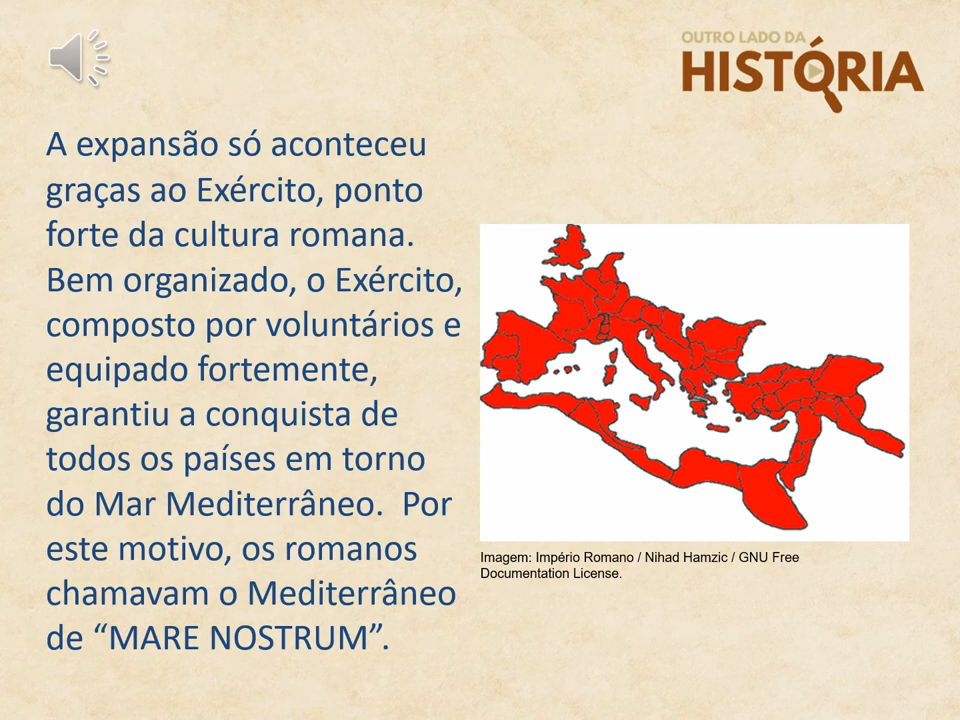 OUTRO LADO DA
HISTÓRIA
A expansão só aconteceu
graças ao Exército, ponto
forte da cultura romana.
Bem organizado, o Exército,
composto por voluntários e
equipado fortemente,
garantiu a conquista de
todos os países em torno
do Mar Mediterrâneo.  Por
este motivo, os romanos
chamavam o Mediterrâneo
de “MARE NOSTRUM”.
Imagem: Império Romano / Nihad Hamzic / GNU Free
Documentation License.